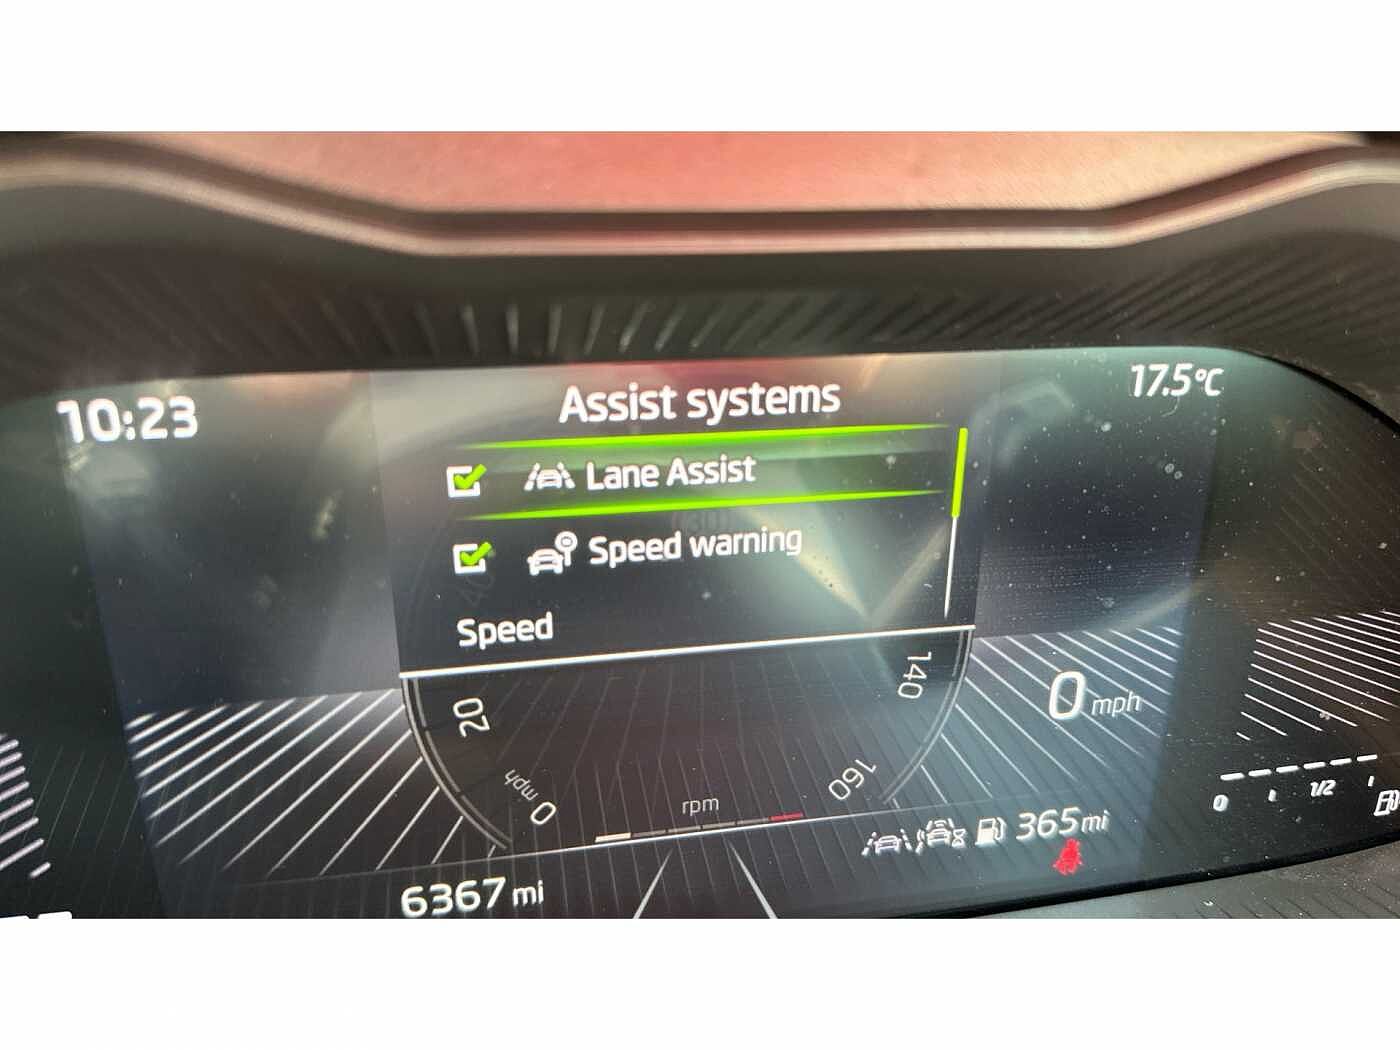 10:23
Assist systems
17.5°C
Lane Assist
Speed warning
Speed
20
140
0 mph
mph
0
160
rpm
0 1/2 1
365 mi
6367 mi